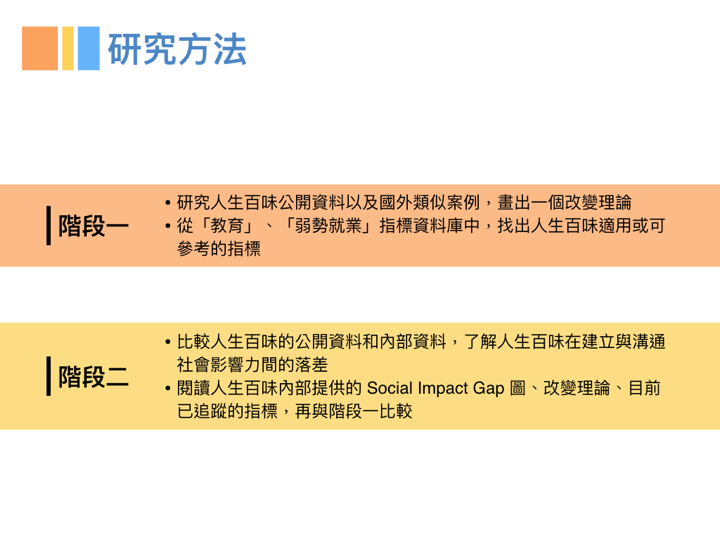 研究方法
階段一
• 研究人生百味公開資料以及國外類似案例，畫出一個改變理論
• 從「教育」、「弱勢就業」指標資料庫中，找出人生百味適用或可
參考的指標
階段二
• 比較人生百味的公開資料和內部資料，了解人生百味在建立與溝通
社會影響力間的落差
• 閱讀人生百味內部提供的 Social Impact Gap 圖、改變理論、目前
已追蹤的指標，再與階段一比較